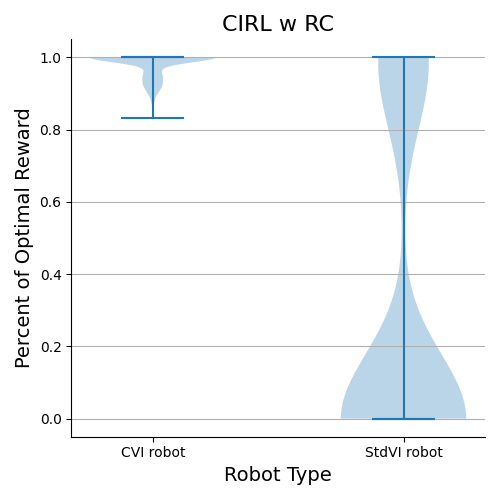 CIRL w RC
Percent of Optimal Reward
1.0
0.8
0.6
0.4
0.2
0.0
CVI robot
StdVI robot
Robot Type